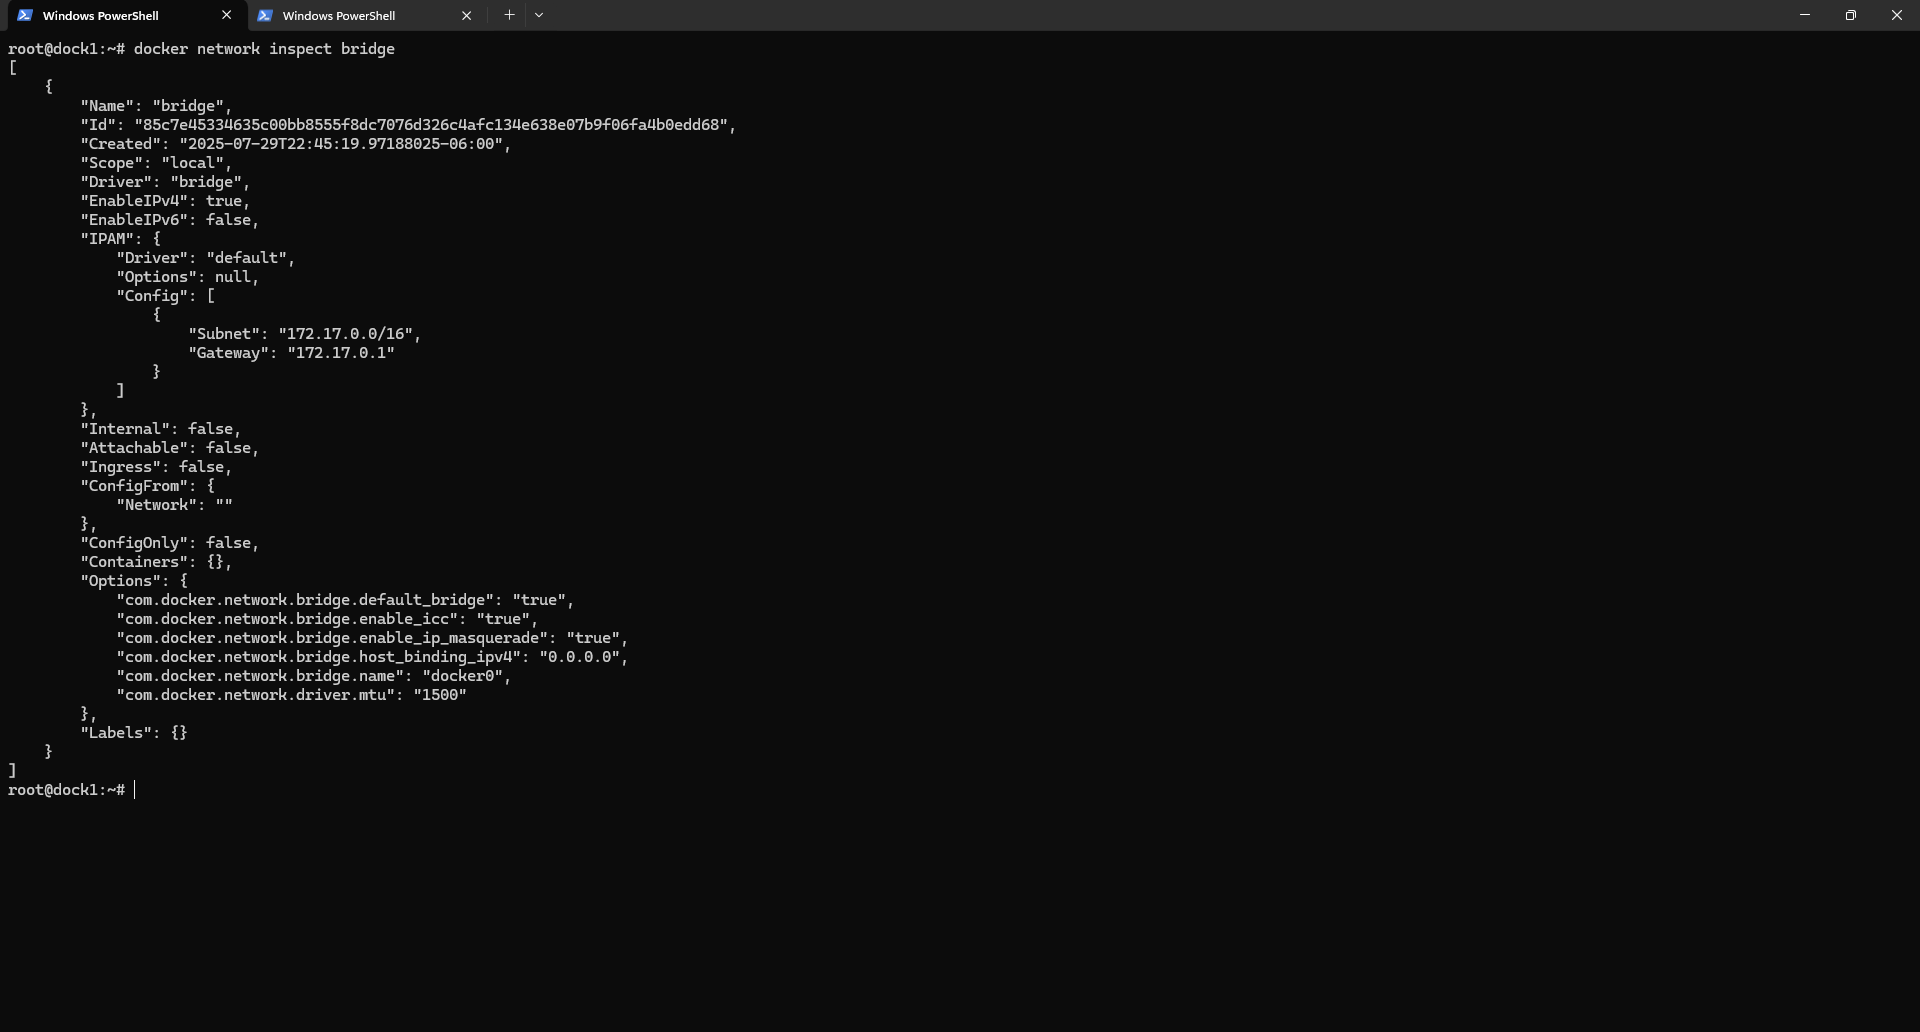 Windows PowerShell
Windows PowerShell
root@dock1:~# docker network inspect bridge
[
    {
        "Name": "bridge",
        "Id": "85c7e45334635c00bb8555f8dc7076d326c4afc134e638e07b9f06fa4b0edd68",
        "Created": "2025-07-29T22:45:19.97188025-06:00",
        "Scope": "local",
        "Driver": "bridge",
        "EnableIPv4": true,
        "EnableIPv6": false,
        "IPAM": {
            "Driver": "default",
            "Options": null,
            "Config": [
                {
                    "Subnet": "172.17.0.0/16",
                    "Gateway": "172.17.0.1"
                }
            ]
        },
        "Internal": false,
        "Attachable": false,
        "Ingress": false,
        "ConfigFrom": {
            "Network": ""
        },
        "ConfigOnly": false,
        "Containers": {},
        "Options": {
            "com.docker.network.bridge.default_bridge": "true",
            "com.docker.network.bridge.enable_icc": "true",
            "com.docker.network.bridge.enable_ip_masquerade": "true",
            "com.docker.network.bridge.host_binding_ipv4": "0.0.0.0",
            "com.docker.network.bridge.name": "docker0",
            "com.docker.network.driver.mtu": "1500"
        },
        "Labels": {}
    }
]
root@dock1:~#